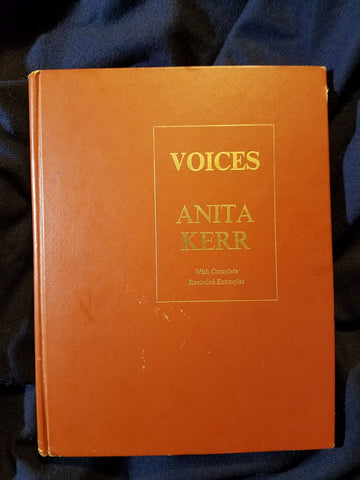 VOICES
ANITA
KERR
With Complete
Recorded Examples